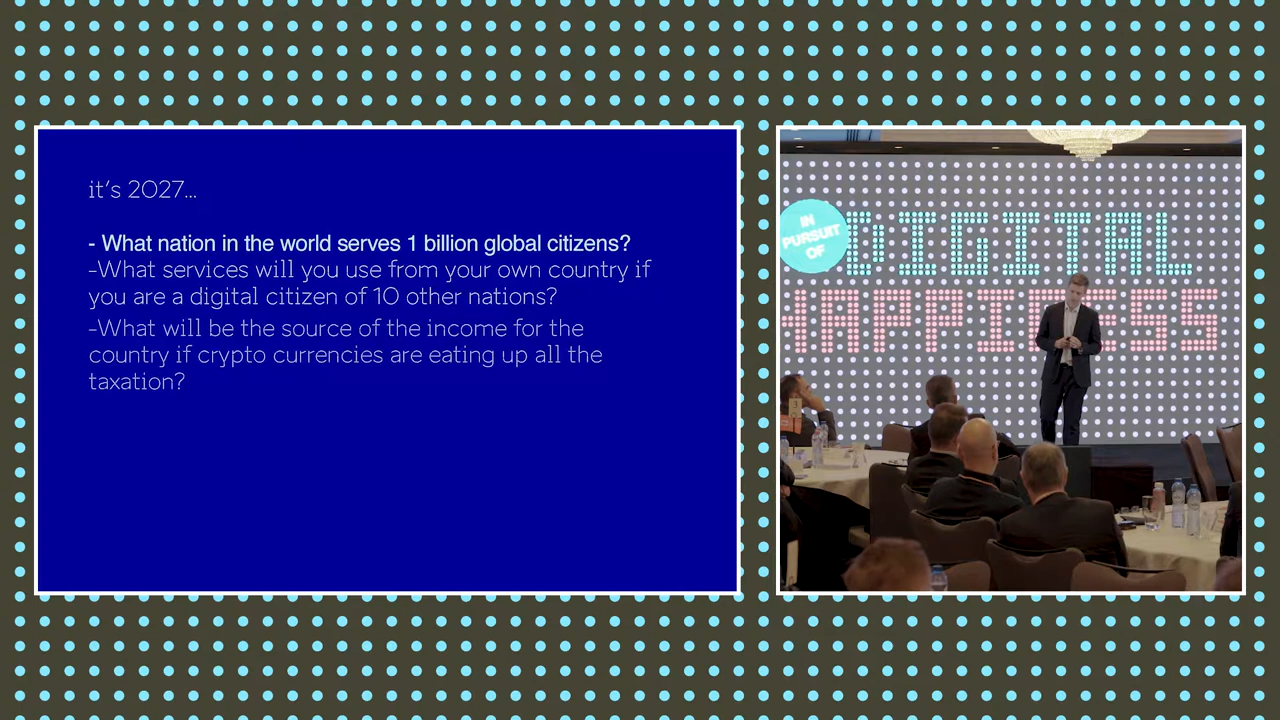 it's 2027...
- What nation in the world serves 1 billion global citizens?
-What services will you use from your own country if
you are a digital citizen of 10 other nations?
-What will be the source of the income for the
country if crypto currencies are eating up all the
taxation?
IN
PURSUIT
OF
DIGITAL
HAPPINESS
3